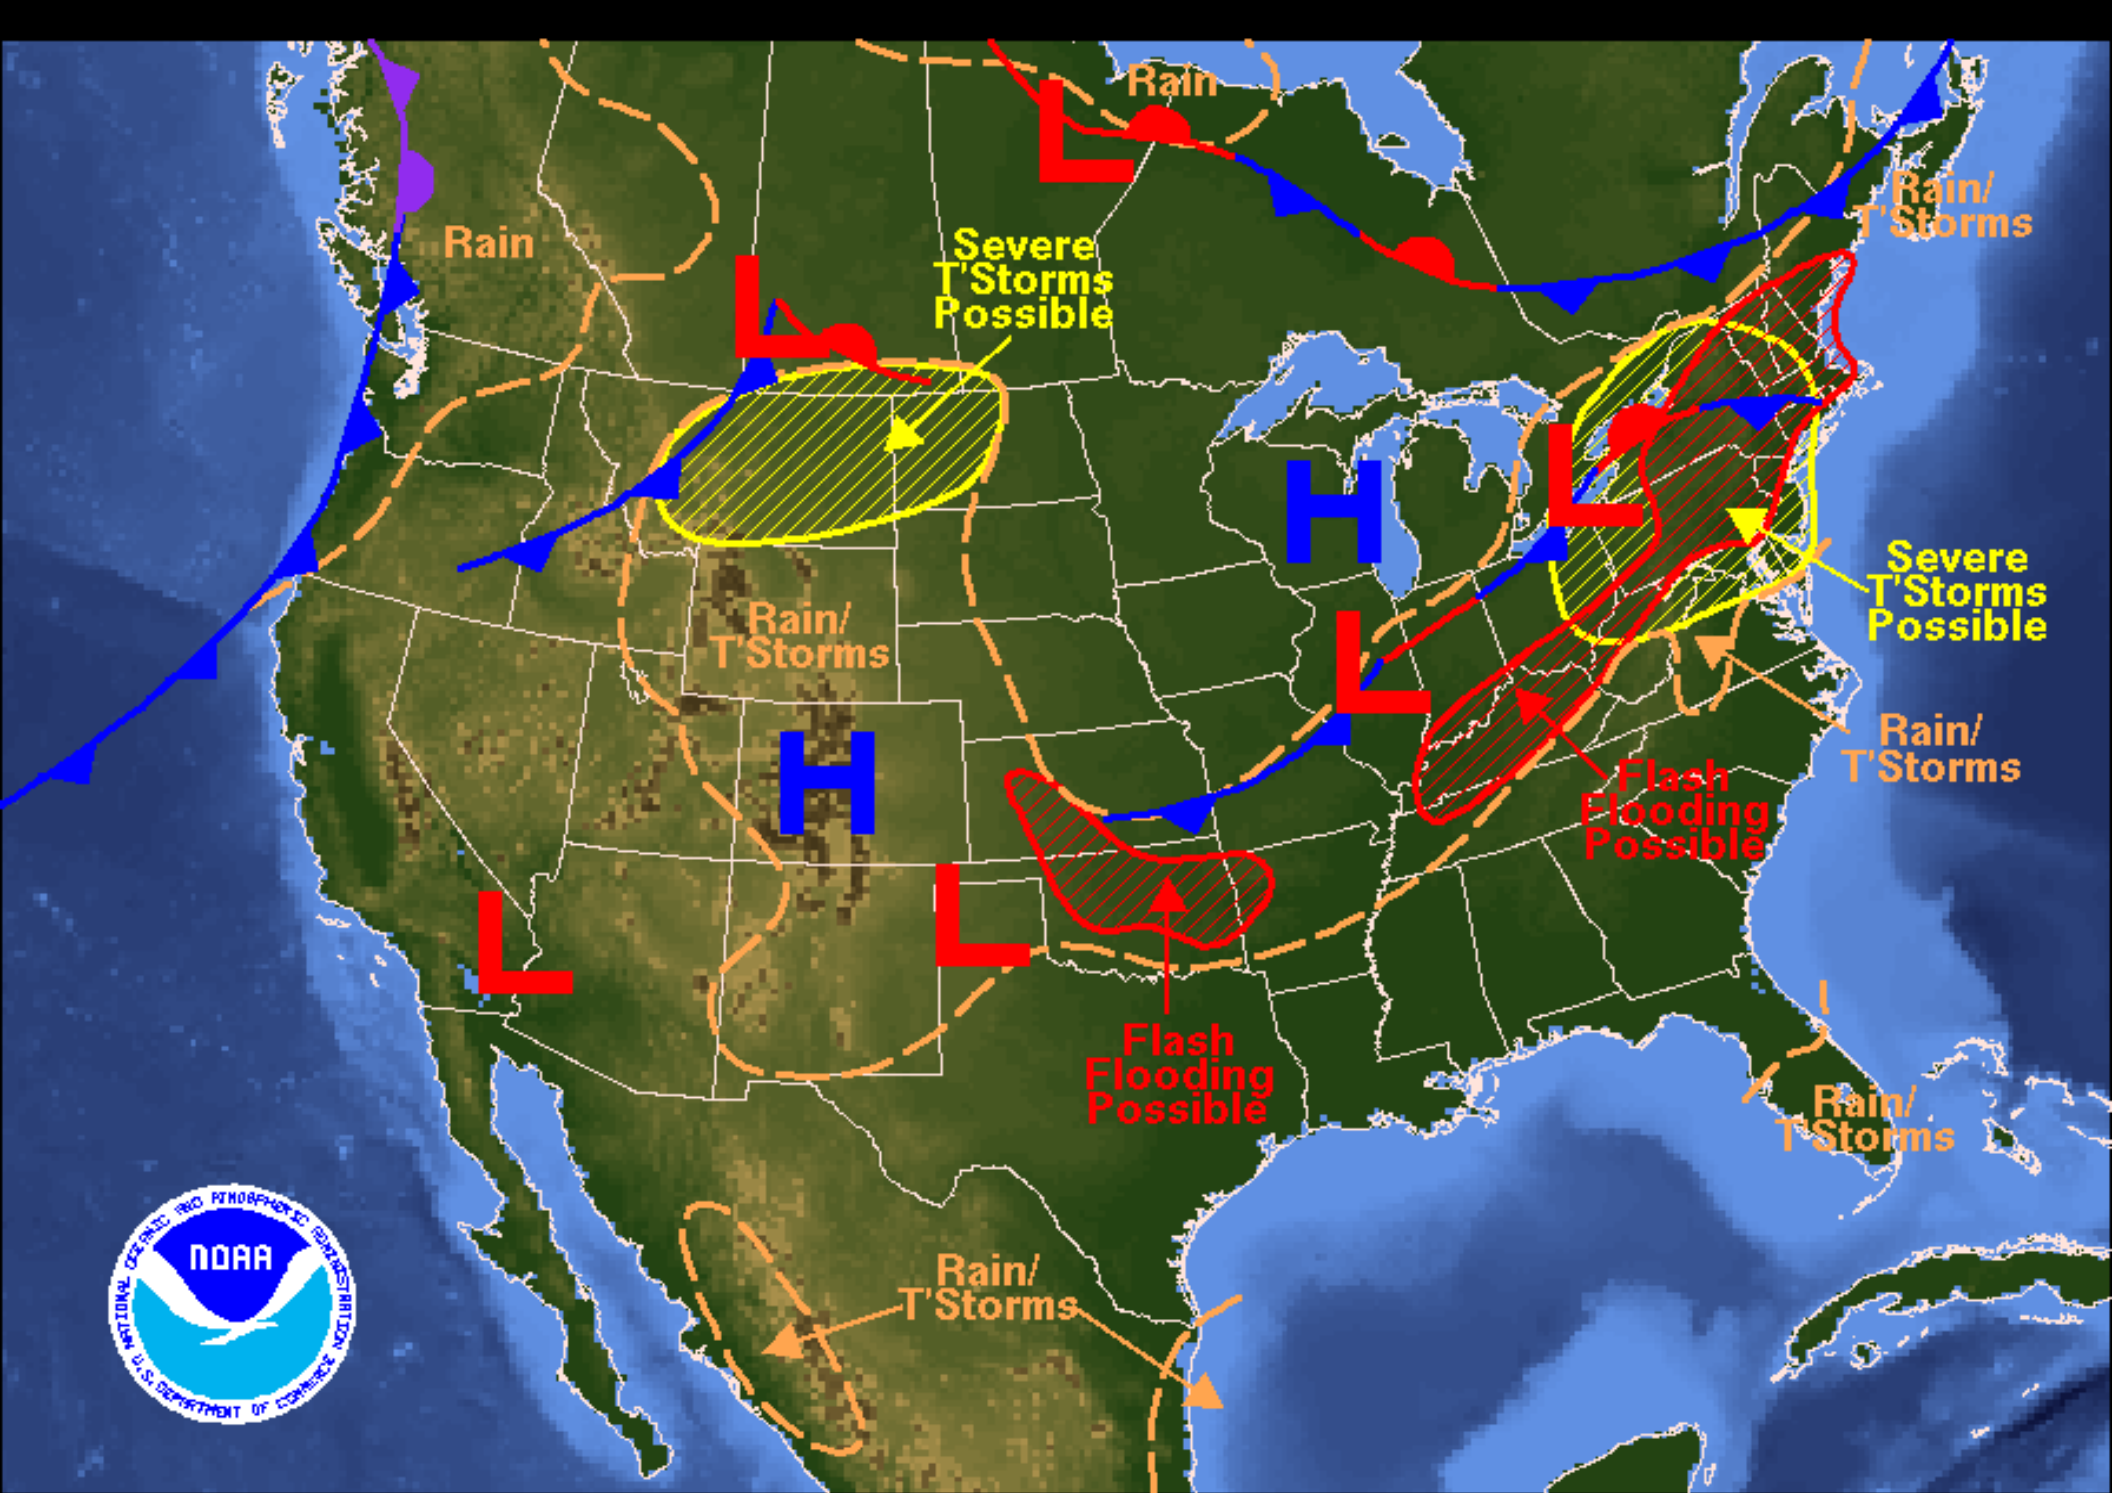 Rain
Rain/
T'Storms
Rain
Severe
T'Storms
Possible
L
L
H
L
Severe
T'Storms
Possible
Rain/
T'Storms
L
Rain/
T'Storms
H
Flash
Flooding
Possible
L
L
Flash
Flooding
Possible
Rain/
T'Storms
Rain/
T'Storms
NATIONAL OCEANIC AND ATMOSPHERIC ADMINISTRATION
NOAA
U.S. DEPARTMENT OF COMMERCE